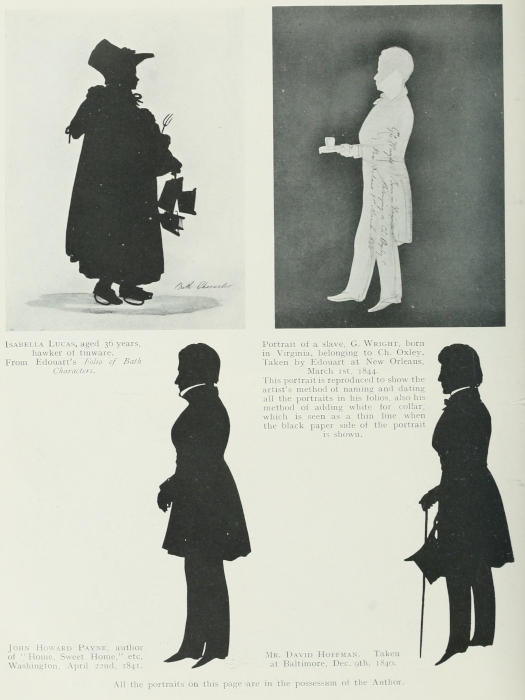 Bath Character
ISABELLA LUCAS, aged 36 years,
hawker of tinware.
From Edouart's Folio of Bath
Characters.
Portrait of a slave, G. WRIGHT, born
in Virginia, belonging to Ch. Oxley,
Taken by Edouart at New Orleans,
March 1st, 1844.
This portrait is reproduced to show the
artist's method of naming and dating
all the portraits in his folios, also his
method of adding white for collar,
which is seen as a thin line when
the black paper side of the portrait
is shown.
JOHN HOWARD PAYNE, author
of "Home, Sweet Home," etc,
Washington, April 22nd, 1841.
MR. DAVID HOFFMAN. Taken
at Baltimore, Dec. 9th, 1840.
All the portraits on this page are in the possession of the Author.